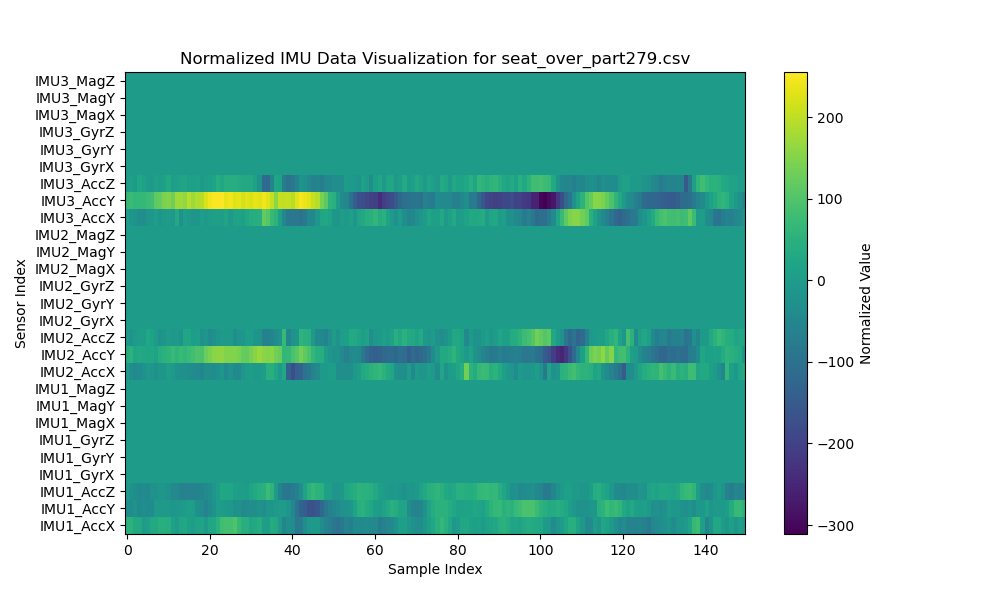 Normalized IMU Data Visualization for seat_over_part279.csv
IMU3_MagZ
IMU3_MagY
IMU3_MagX
IMU3_GyrZ
IMU3_GyrY
IMU3_GyrX
IMU3_AccZ
IMU3_AccY
IMU3_AccX
IMU2_MagZ
IMU2_MagY
IMU2_MagX
IMU2_GyrZ
IMU2_GyrY
IMU2_GyrX
IMU2_AccZ
IMU2_AccY
IMU2_AccX
IMU1_MagZ
IMU1_MagY
IMU1_MagX
IMU1_GyrZ
IMU1_GyrY
IMU1_GyrX
IMU1_AccZ
IMU1_AccY
IMU1_AccX
Sensor Index
0 20 40 60 80 100 120 140
Sample Index
200
100
0
−100
−200
−300
Normalized Value